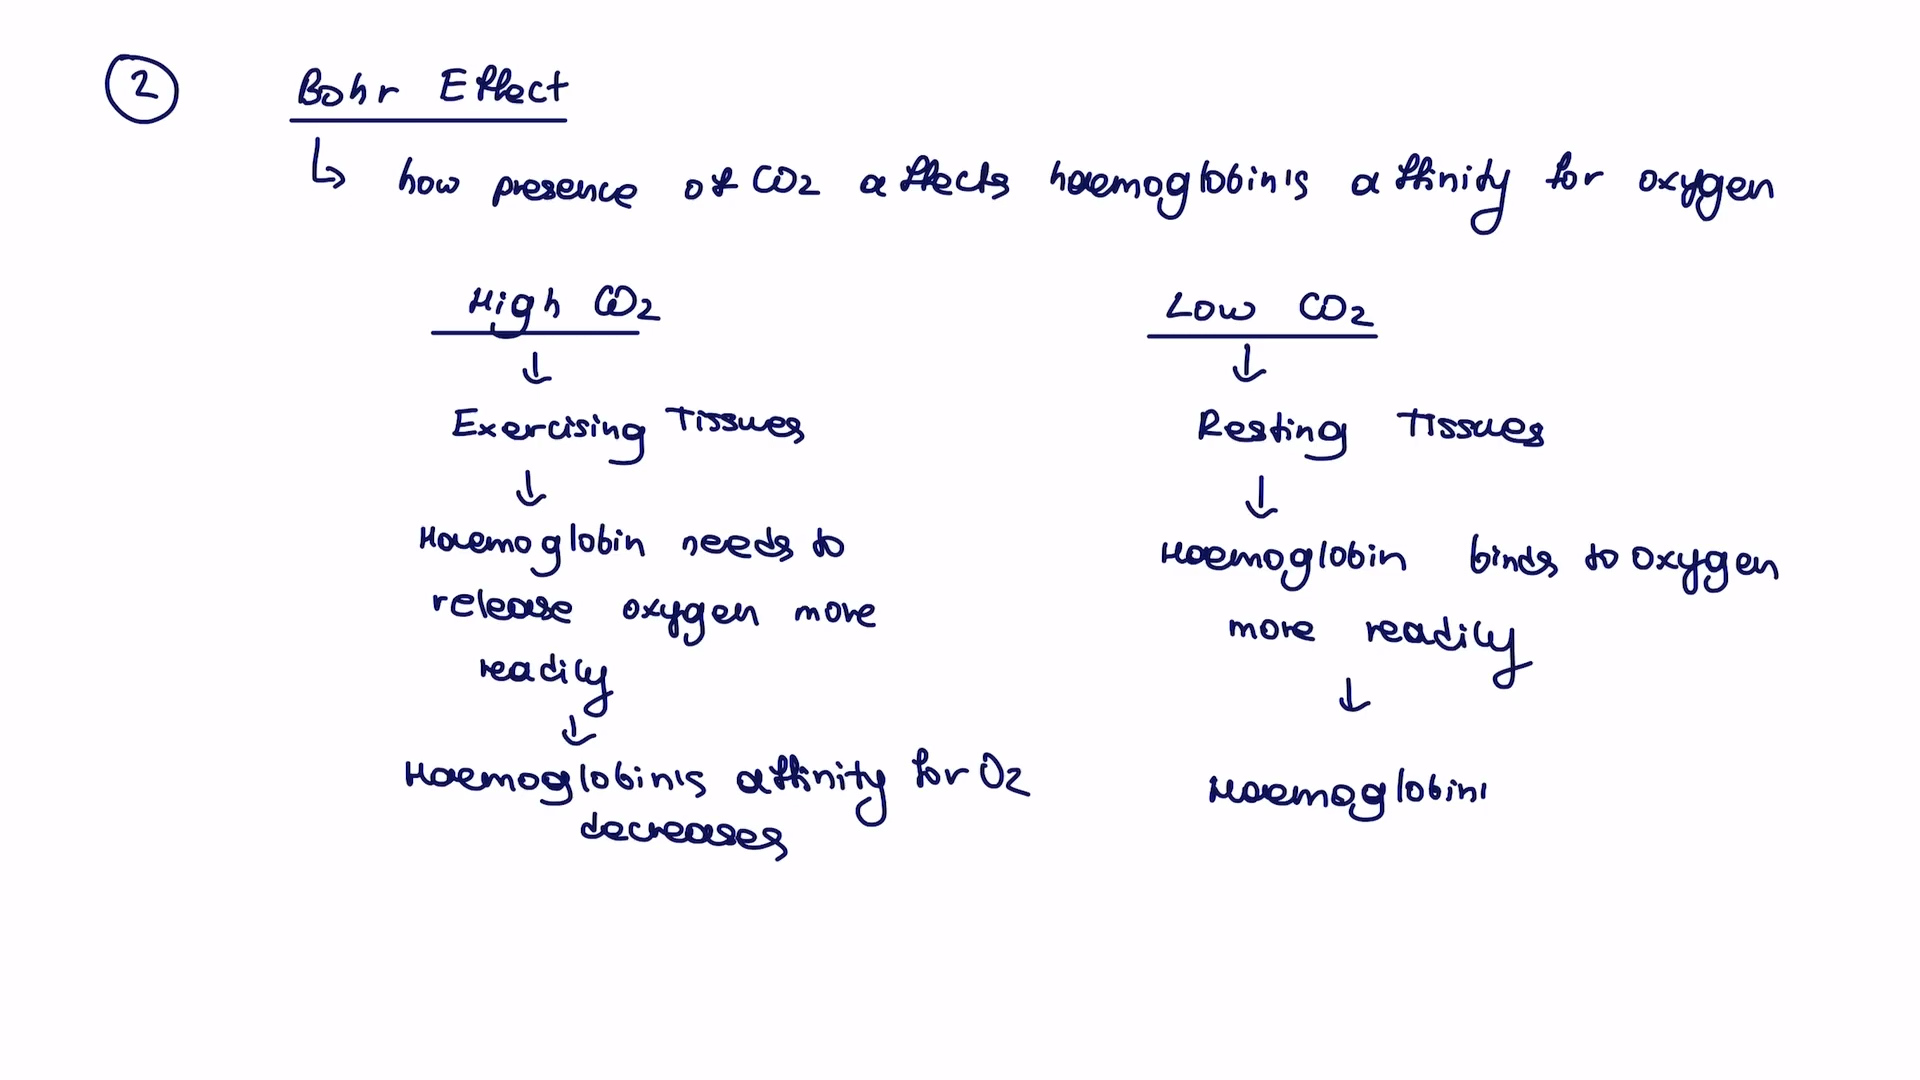 2 Bohr Effect
↳ how presence of CO2 affects haemoglobin's affinity for oxygen
High CO2
↓
Exercising Tissues
↓
Haemoglobin needs to
release oxygen more
readily
↓
Haemoglobin's affinity for O2
decreases
Low CO2
↓
Resting Tissues
↓
Haemoglobin binds to oxygen
more readily
↓
Haemoglobin'